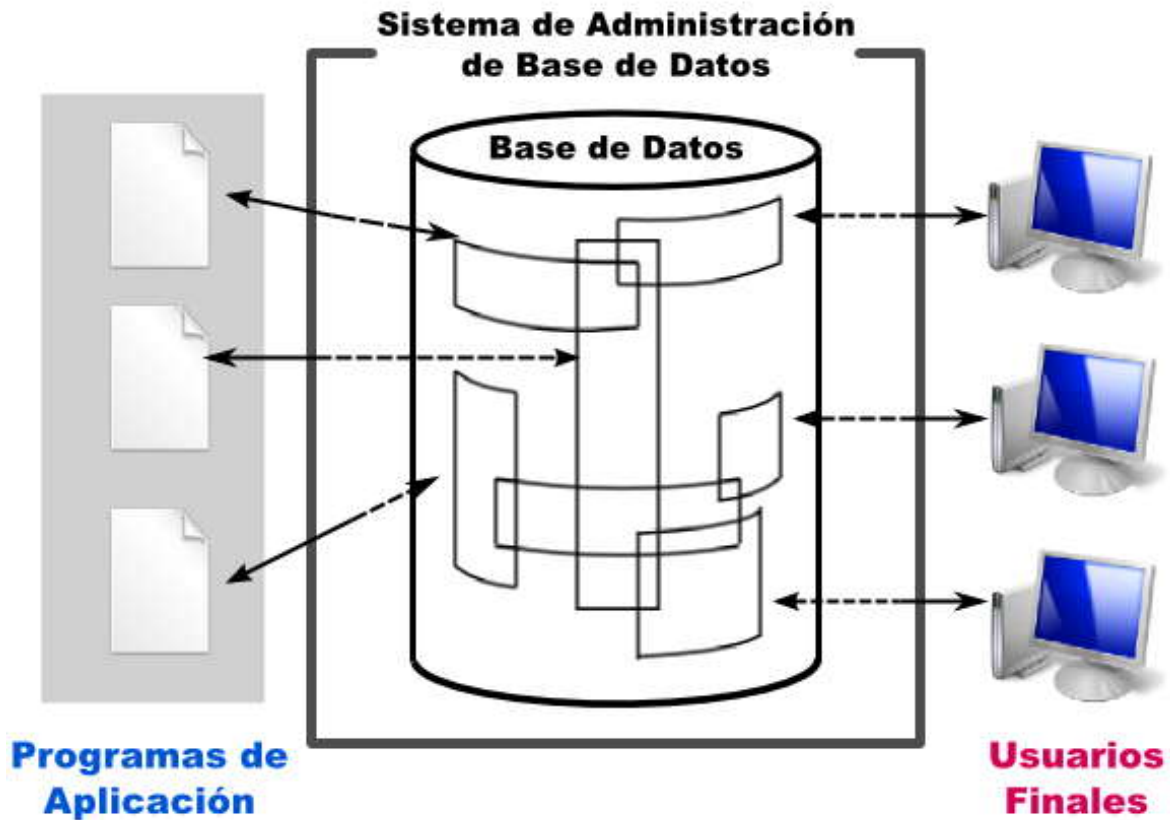 Sistema de Administración
de Base de Datos
Base de Datos
Programas de
Aplicación
Usuarios
Finales